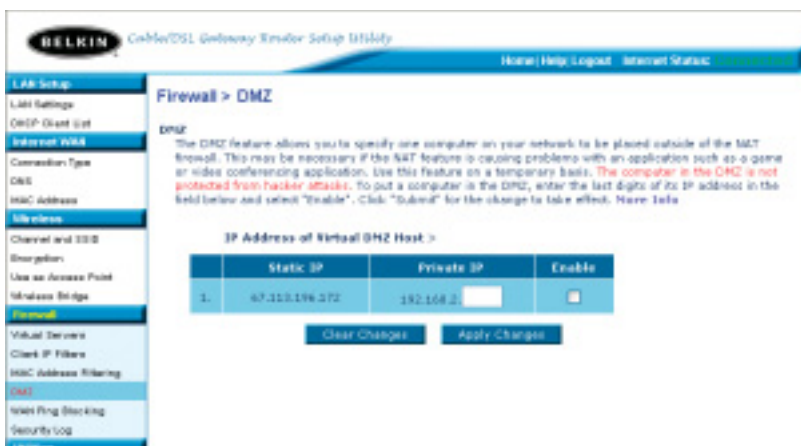 BELKIN Cable/DSL Gateway Router Setup Utility
Home|Help|Logout Internet Status:
LAN Setup
LAN Settings
DHCP Client List
Internet WAN
Connection Type
DNS
MAC Address
Wireless
Channel and SSID
Encryption
Use as Access Point
Wireless Bridge
Firewall
Virtual Servers
Client IP Filters
MAC Address Filtering
DMZ
WAN Ping Blocking
Security Log
Firewall > DMZ
DMZ
The DMZ feature allows you to specify one computer on your network to be placed outside of the NAT
firewall. This may be necessary if the NAT feature is causing problems with an application such as a game
or video conferencing application. Use this feature on a temporary basis. The computer in the DMZ is not
protected from hacker attacks. To put a computer in the DMZ, enter the last digits of its IP address in the
field below and select "Enable". Click "Submit" for the change to take effect. More Info
IP Address of Virtual DMZ Host >
Static IP Private IP Enable
1. 67.113.196.172 192.168.2.
Clear Changes Apply Changes